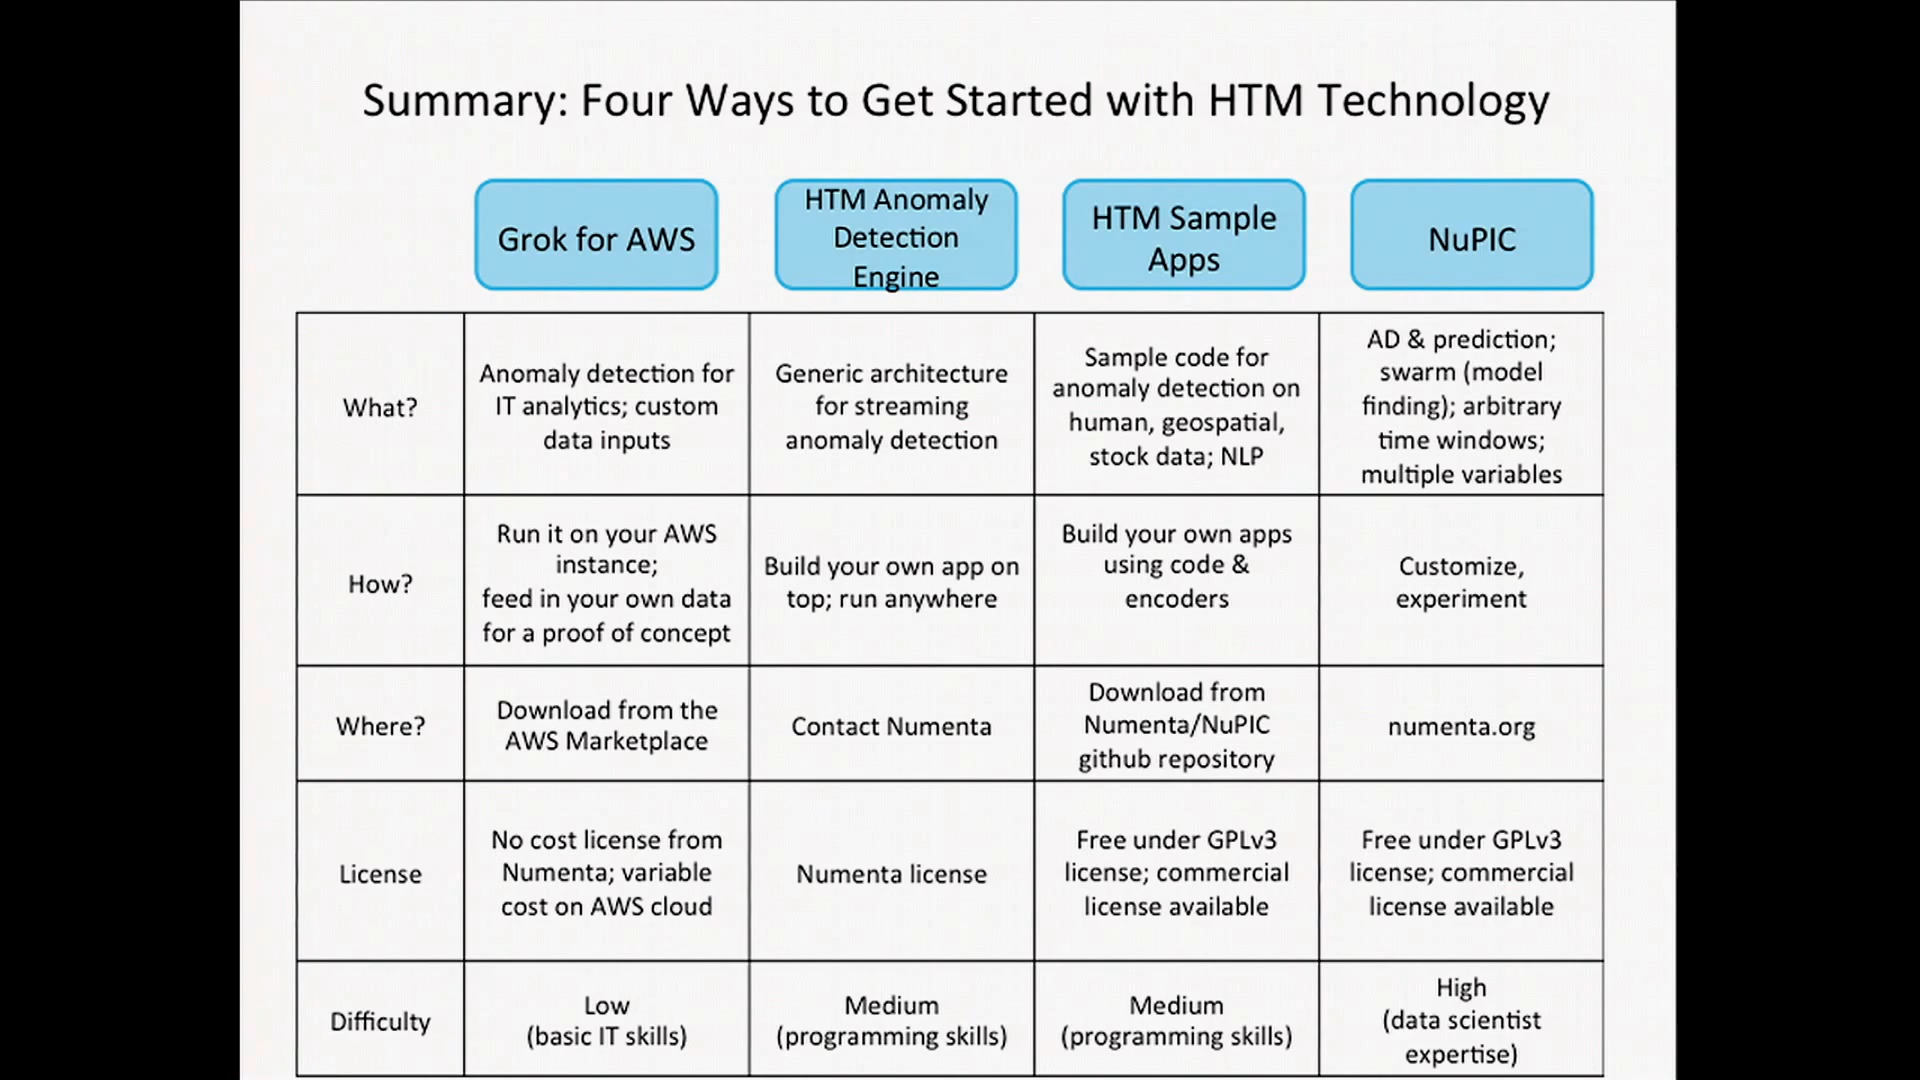 Summary: Four Ways to Get Started with HTM Technology
Grok for AWS
HTM Anomaly
Detection
Engine
HTM Sample
Apps
NuPIC
What?
Anomaly detection for
IT analytics; custom
data inputs
Generic architecture
for streaming
anomaly detection
Sample code for
anomaly detection on
human, geospatial,
stock data; NLP
AD & prediction;
swarm (model
finding); arbitrary
time windows;
multiple variables
How?
Run it on your AWS
instance;
feed in your own data
for a proof of concept
Build your own app on
top; run anywhere
Build your own apps
using code &
encoders
Customize,
experiment
Where?
Download from the
AWS Marketplace
Contact Numenta
Download from
Numenta/NuPIC
github repository
numenta.org
License
No cost license from
Numenta; variable
cost on AWS cloud
Numenta license
Free under GPLv3
license; commercial
license available
Free under GPLv3
license; commercial
license available
Difficulty
Low
(basic IT skills)
Medium
(programming skills)
Medium
(programming skills)
High
(data scientist
expertise)